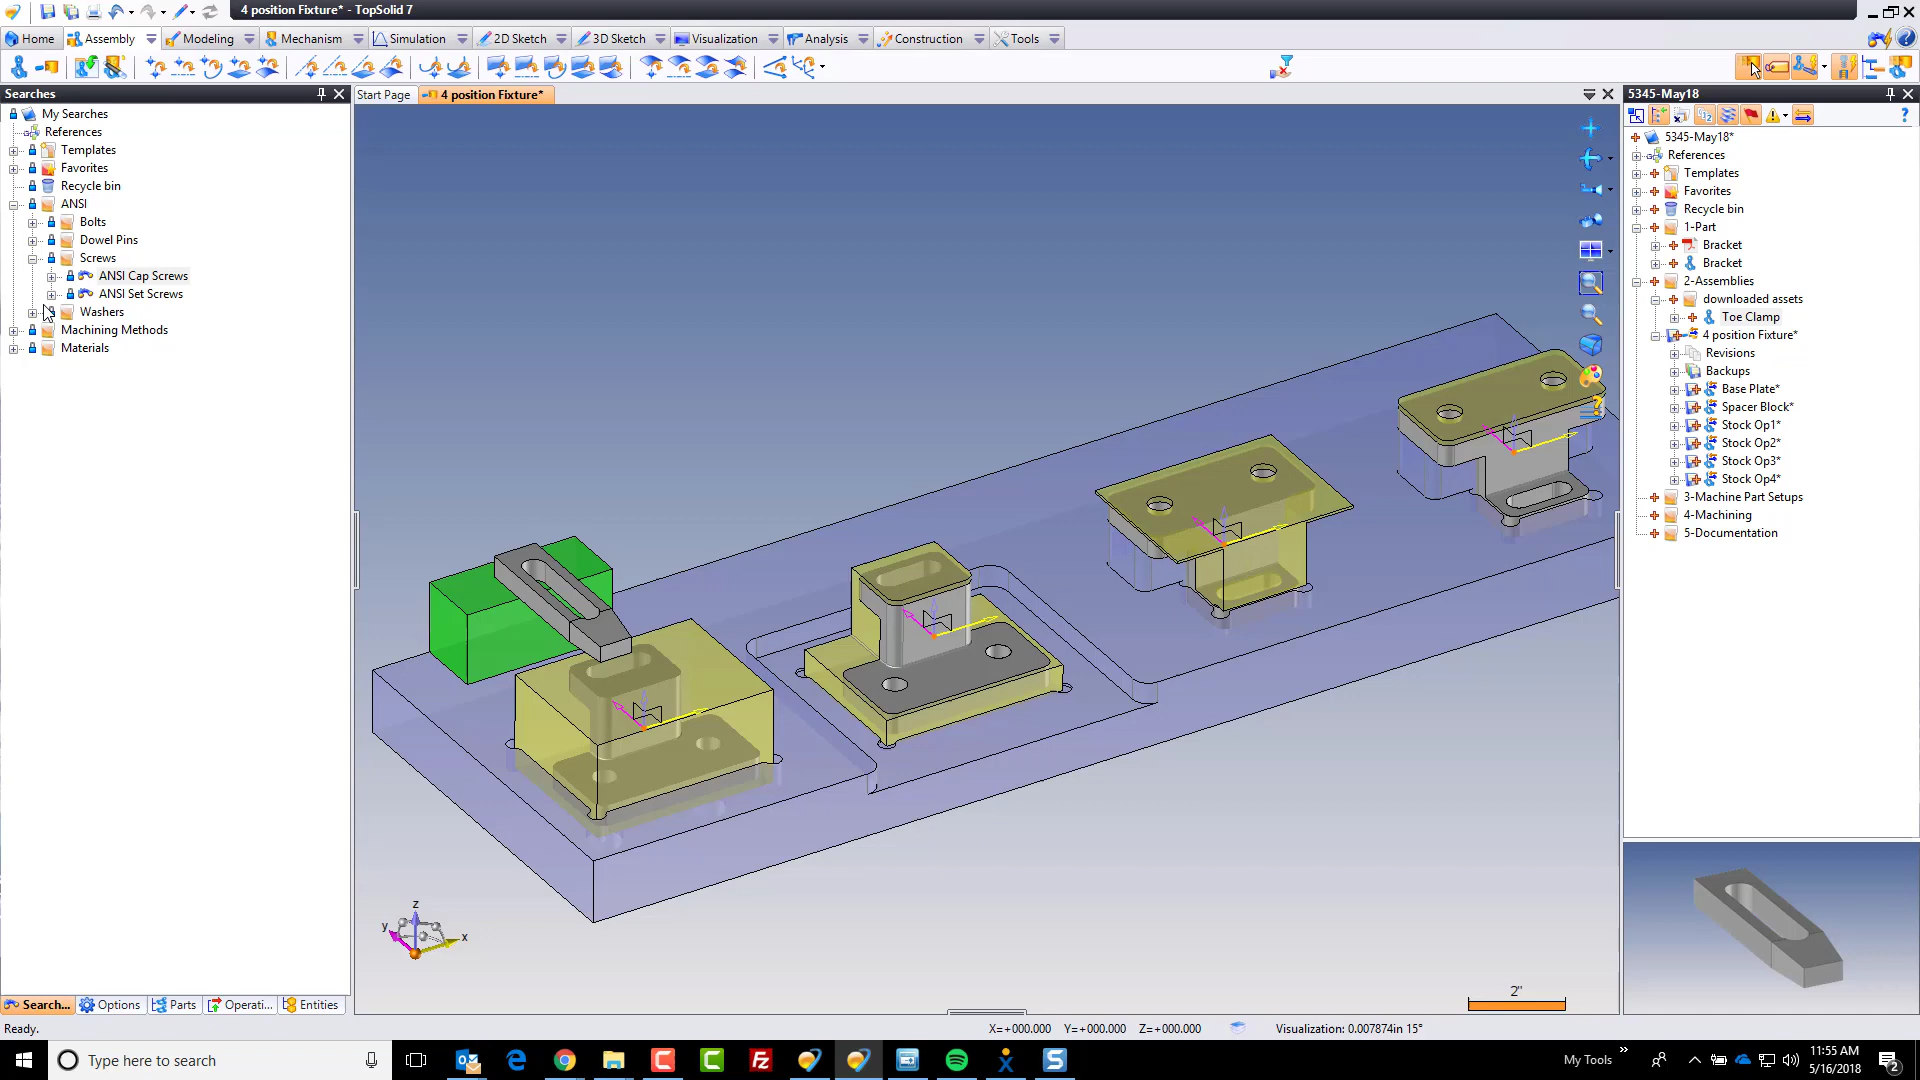 4 position Fixture* - TopSolid 7
Home
Assembly
Modeling
Mechanism
Simulation
2D Sketch
3D Sketch
Visualization
Analysis
Construction
Tools
Searches
Start Page
4 position Fixture*
5345-May18
My Searches
References
Templates
Favorites
Recycle bin
ANSI
Bolts
Dowel Pins
Screws
ANSI Cap Screws
ANSI Set Screws
Washers
Machining Methods
Materials
5345-May18*
References
Templates
Favorites
Recycle bin
1-Part
Bracket
Bracket
2-Assemblies
downloaded assets
Toe Clamp
4 position Fixture*
Revisions
Backups
Base Plate*
Spacer Block*
Stock Op1*
Stock Op2*
Stock Op3*
Stock Op4*
3-Machine Part Setups
4-Machining
5-Documentation
z
y
x
2"
Search...
Options
Parts
Operati...
Entities
Ready.
X=+000.000 Y=+000.000 Z=+000.000
Visualization: 0.007874in 15°
Type here to search
My Tools
11:55 AM
5/16/2018
2